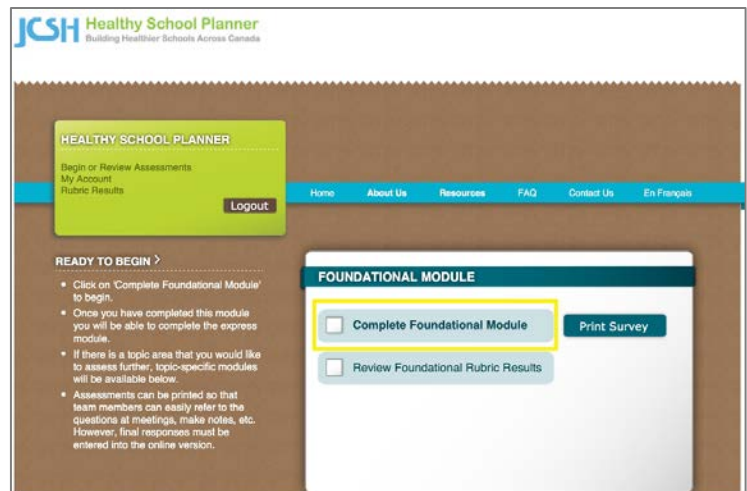 JCSH Healthy School Planner
Building Healthier Schools Across Canada
HEALTHY SCHOOL PLANNER
Begin or Review Assessments
My Account
Rubric Results
Logout
Home About Us Resources FAQ Contact Us En Français
READY TO BEGIN >
• Click on 'Complete Foundational Module'
to begin.
• Once you have completed this module
you will be able to complete the express
module.
• If there is a topic area that you would like
to assess further, topic-specific modules
will be available below.
• Assessments can be printed so that
team members can easily refer to the
questions at meetings, make notes, etc.
However, final responses must be
entered into the online version.
FOUNDATIONAL MODULE
Complete Foundational Module
Print Survey
Review Foundational Rubric Results